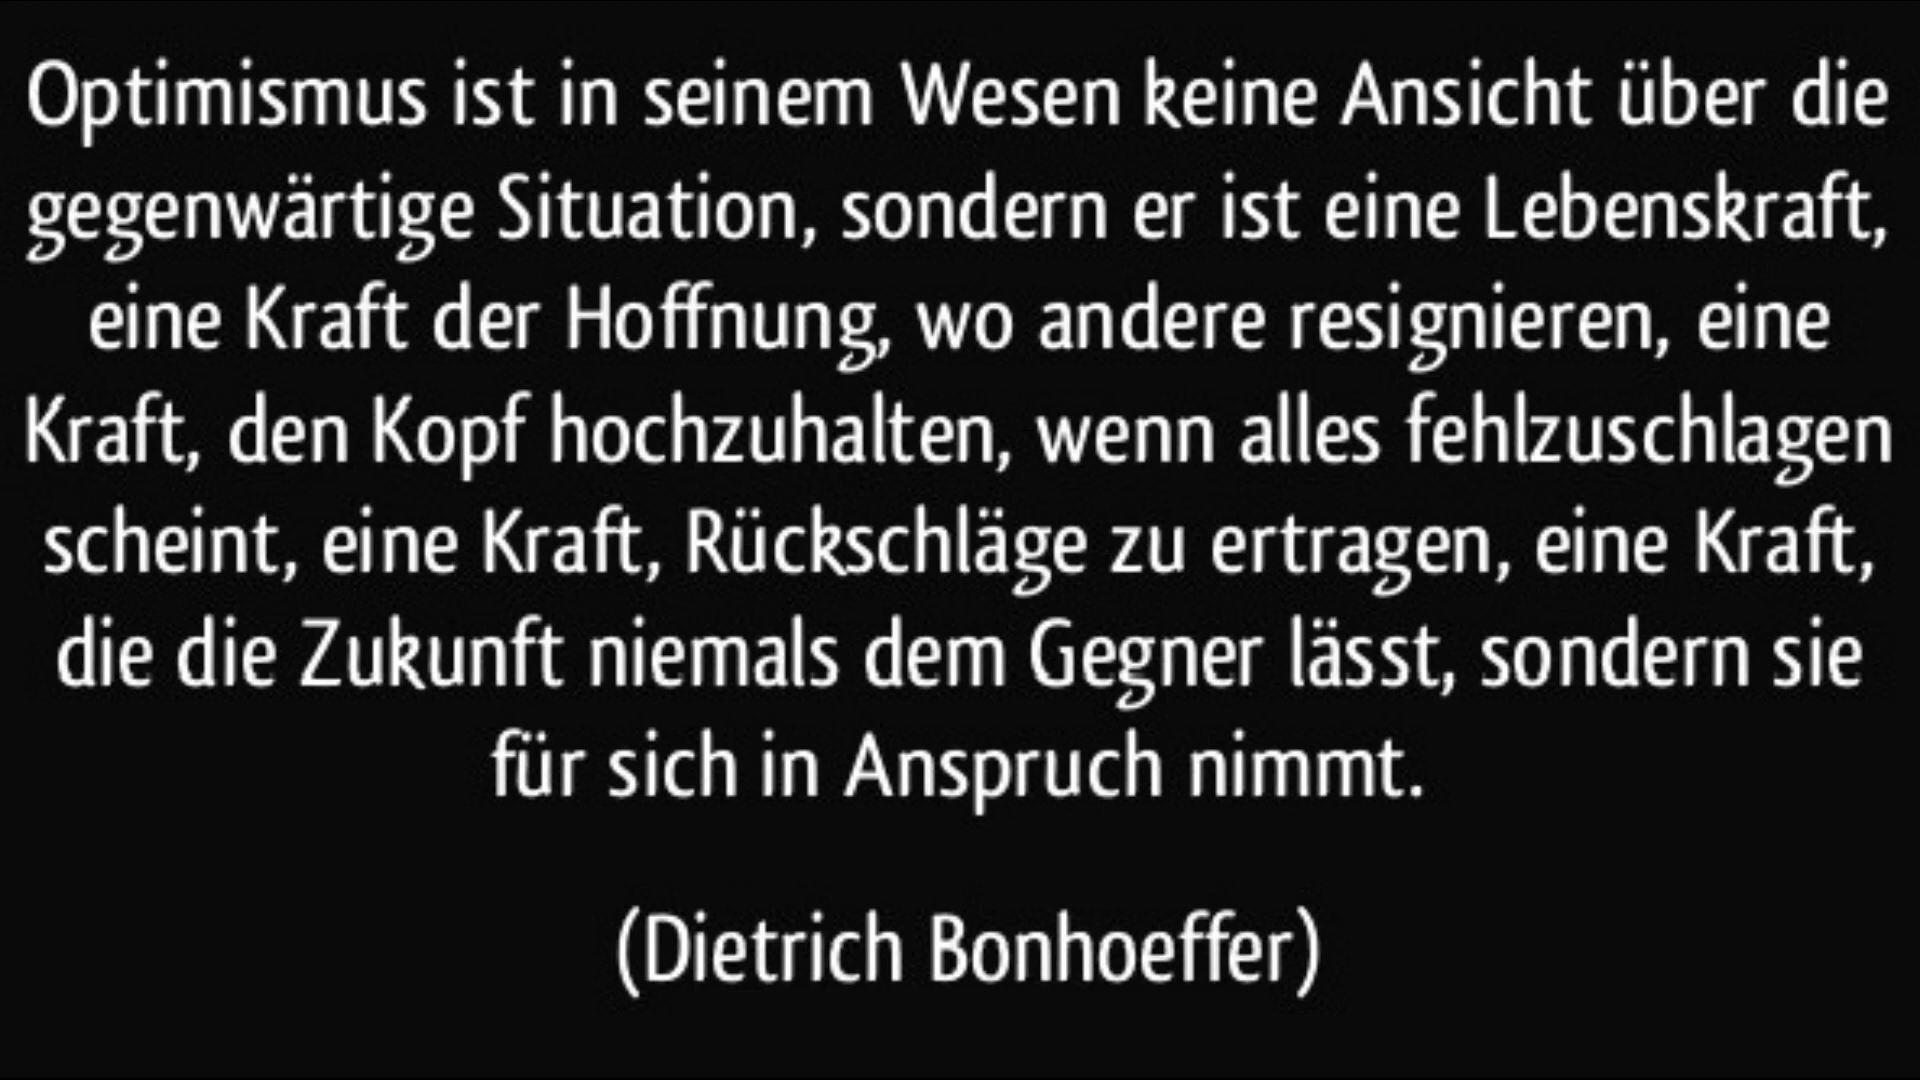 Optimismus ist in seinem Wesen keine Ansicht über die
gegenwärtige Situation, sondern er ist eine Lebenskraft,
eine Kraft der Hoffnung, wo andere resignieren, eine
Kraft, den Kopf hochzuhalten, wenn alles fehlzuschlagen
scheint, eine Kraft, Rückschläge zu ertragen, eine Kraft,
die die Zukunft niemals dem Gegner lässt, sondern sie
für sich in Anspruch nimmt.
(Dietrich Bonhoeffer)